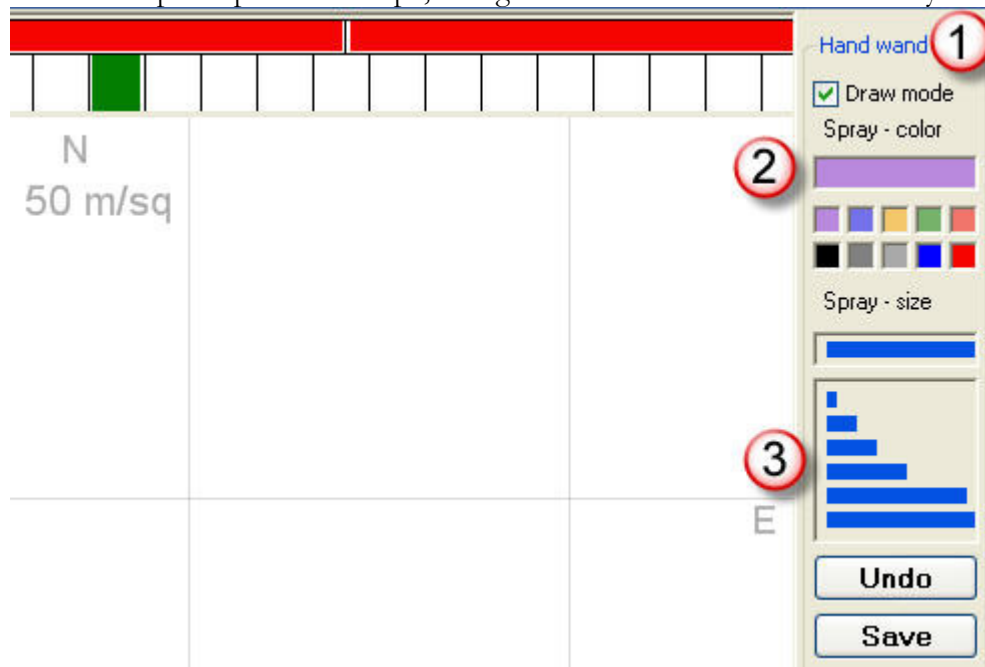 Hand wand 1
Draw mode
Spray - color
2
N
50 m/sq
Spray - size
3
E
Undo
Save